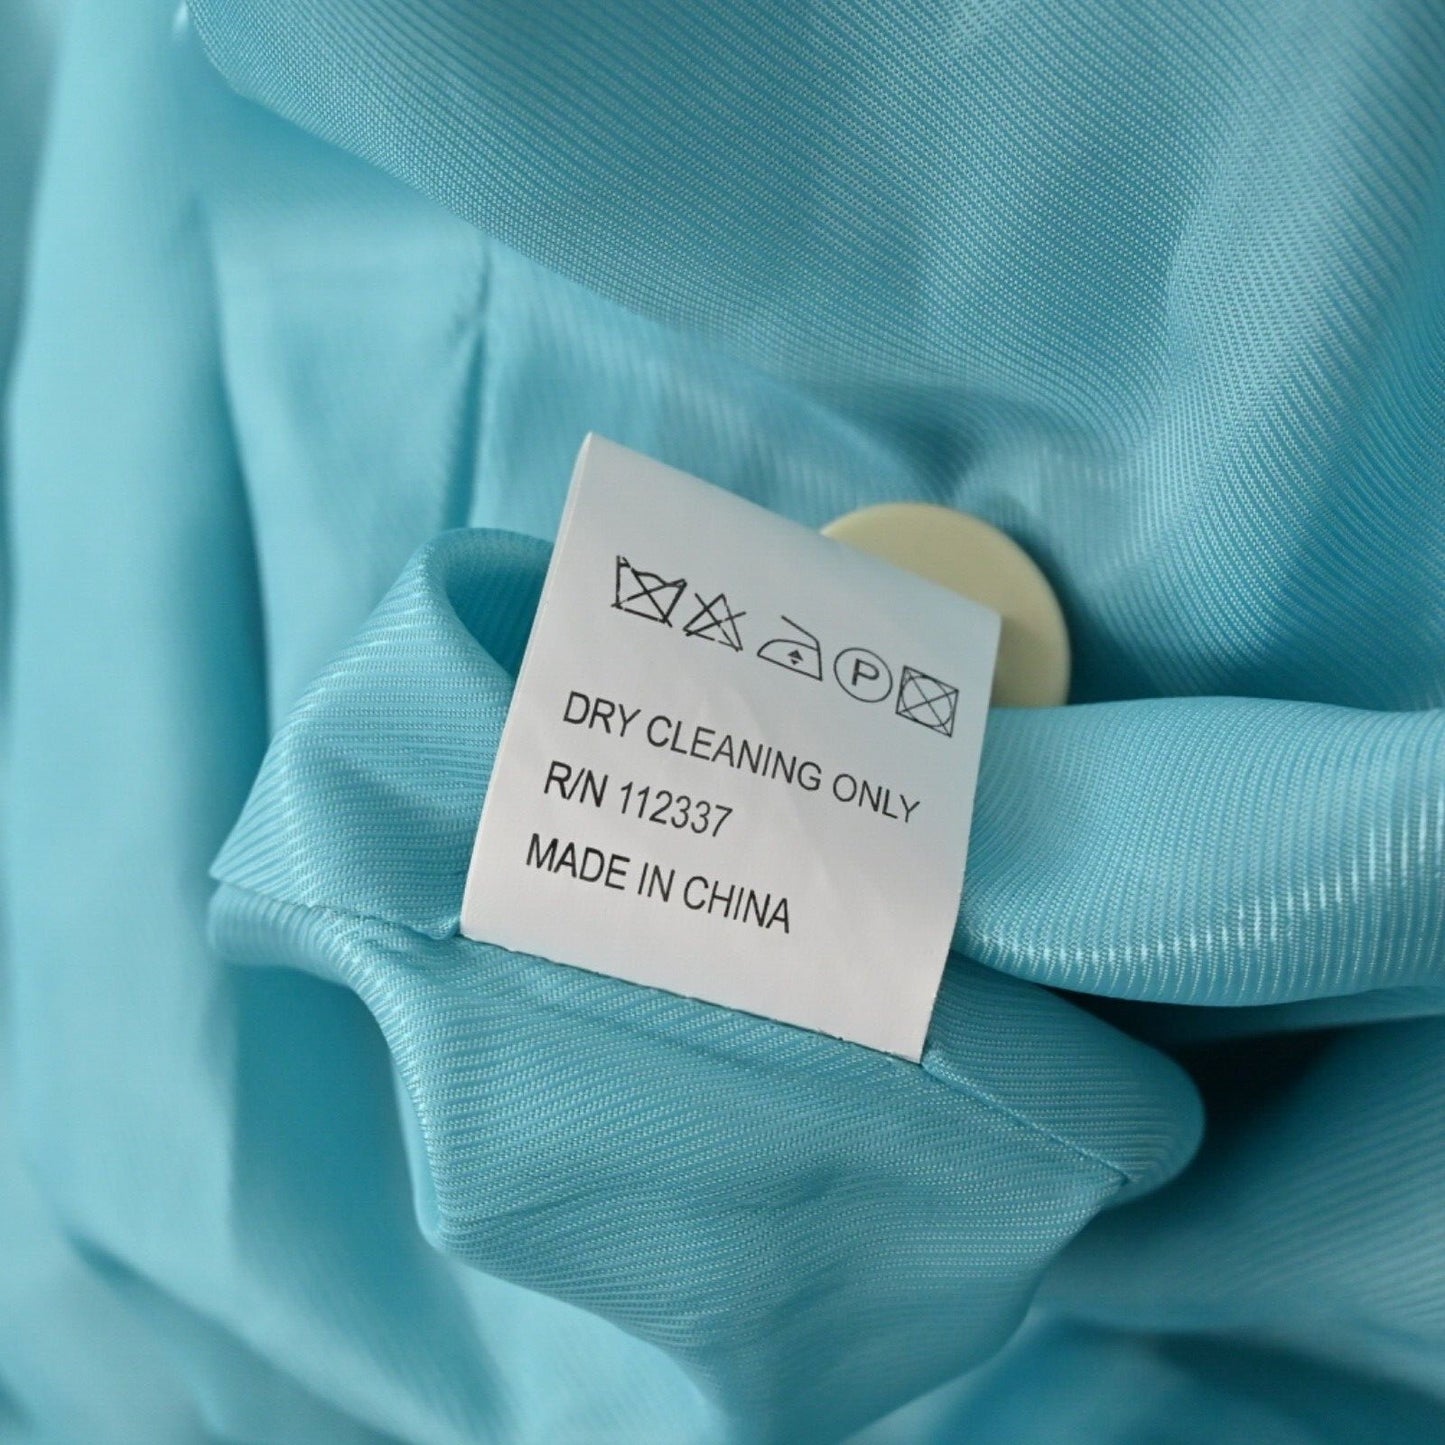 P
DRY CLEANING ONLY
R/N 112337
MADE IN CHINA